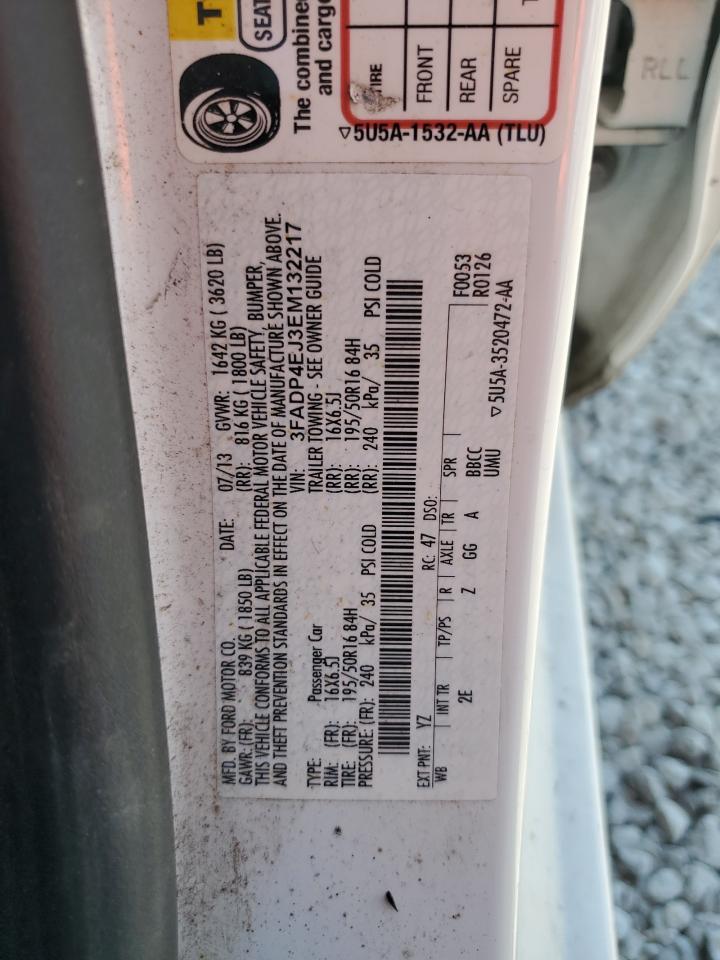 T
SEAT
The combined
and cargo
TIRE
FRONT
REAR
SPARE
▽5U5A-1532-AA (TLU)
RLL
MFD. BY FORD MOTOR CO. DATE: 07/13 GVWR: 1642 KG ( 3620 LB)
GAWR: (FR): 839 KG ( 1850 LB) (RR): 816 KG ( 1800 LB)
THIS VEHICLE CONFORMS TO ALL APPLICABLE FEDERAL MOTOR VEHICLE SAFETY, BUMPER,
AND THEFT PREVENTION STANDARDS IN EFFECT ON THE DATE OF MANUFACTURE SHOWN ABOVE.
VIN: 3FADP4EJ3EM132217
TYPE: Passenger Car TRAILER TOWING - SEE OWNER GUIDE
RIM: (FR): 16X6.5J (RR): 16X6.5J
TIRE: (FR): 195/50R16 84H (RR): 195/50R16 84H
PRESSURE: (FR): 240 kPa/ 35 PSI COLD (RR): 240 kPa/ 35 PSI COLD
EXT PNT: YZ RC: 47 DSO: F0053
R0126
WB INT TR TP/PS R AXLE TR SPR
2E Z GG A BBCC
UMU
▽5U5A-3520472-AA